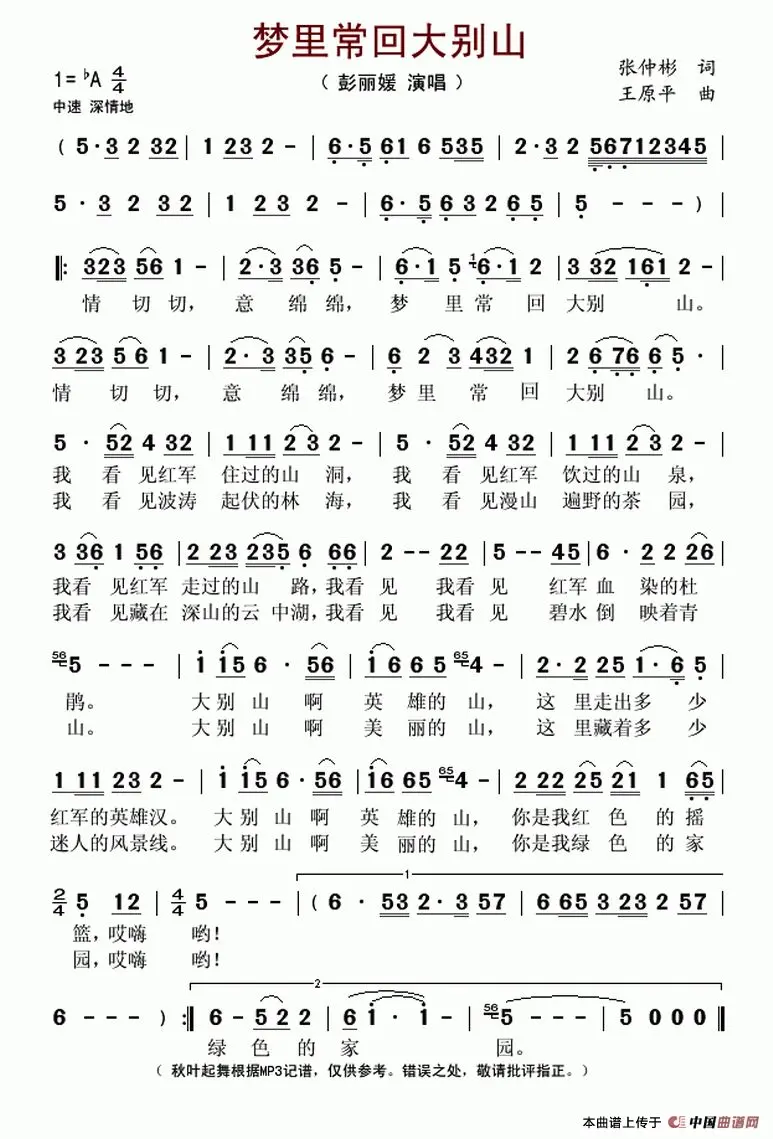 梦里常回大别山
1=♭A 4/4
（ 彭丽媛 演唱 ）
张仲彬 词
中速 深情地
王原平 曲
( 5·3 2 32 | 1 23 2 - | 6·5 61 6 535 | 2·3 2 5671 2345 |
5·3 2 32 | 1 23 2 - | 6·5 63 2 65 | 5 - - - ) |
‖: 323 56 1 - | 2·3 36 5 - | 6·1 5 1 6·1 2 | 3 32 161 2 - |
情 切切， 意 绵绵， 梦 里常 回 大别 山。
3 23 56 1 - | 2·3 335 6 - | 6 2 3 432 1 | 2 6 76 6 5 · |
情 切切， 意 绵绵， 梦里 常 回 大别 山。
5 · 52 4 32 | 1 11 2 3 2 - | 5 · 52 4 32 | 1 11 2 3 2 - |
我 看 见红军 住过的山 洞， 我 看 见红军 饮过的山 泉，
我 看 见波涛 起伏的林 海， 我 看 见漫山 遍野的茶 园，
3 36 1 56 | 2 23 235 6 66 | 2 - - 22 | 5 - - 45 | 6 2 2 26 |
我看 见红军 走过的山 路，我看 见 我看 见 红军 血 染的杜
我看 见藏在 深山的云 中湖，我看 见 我看 见 碧水 倒 映着青
56 5 - - - | 1 15 6 · 56 | 16 65 65 4 - | 2·2 25 1·6 5 |
鹃。 大别山 啊 英 雄的 山， 这 里走出多 少
山。 大别山 啊 美 丽的 山， 这 里藏着多 少
1 11 23 2 - | 1 15 6 · 56 | 16 65 65 4 - | 2 22 25 21 1 65 |
红军的英雄汉。 大别山啊 英雄的 山， 你是我红色 的摇
迷人的风景线。 大别山啊 美丽的 山， 你是我绿色 的家
1
2/4 5 12 | 4/4 5 - - - | ( 6 · 53 2·3 57 | 6 65 323 2 57 |
篮，哎嗨 哟！
园，哎嗨 哟！
2
6 - - - ) :‖ 6 - 5 2 2 | 6 1 · 1 - | 56 5 - - - | 5 0 0 0 ‖
绿 色 的 家 园。
（ 秋叶起舞根据MP3记谱，仅供参考。错误之处，敬请批评指正。）
本曲谱上传于 中国曲谱网